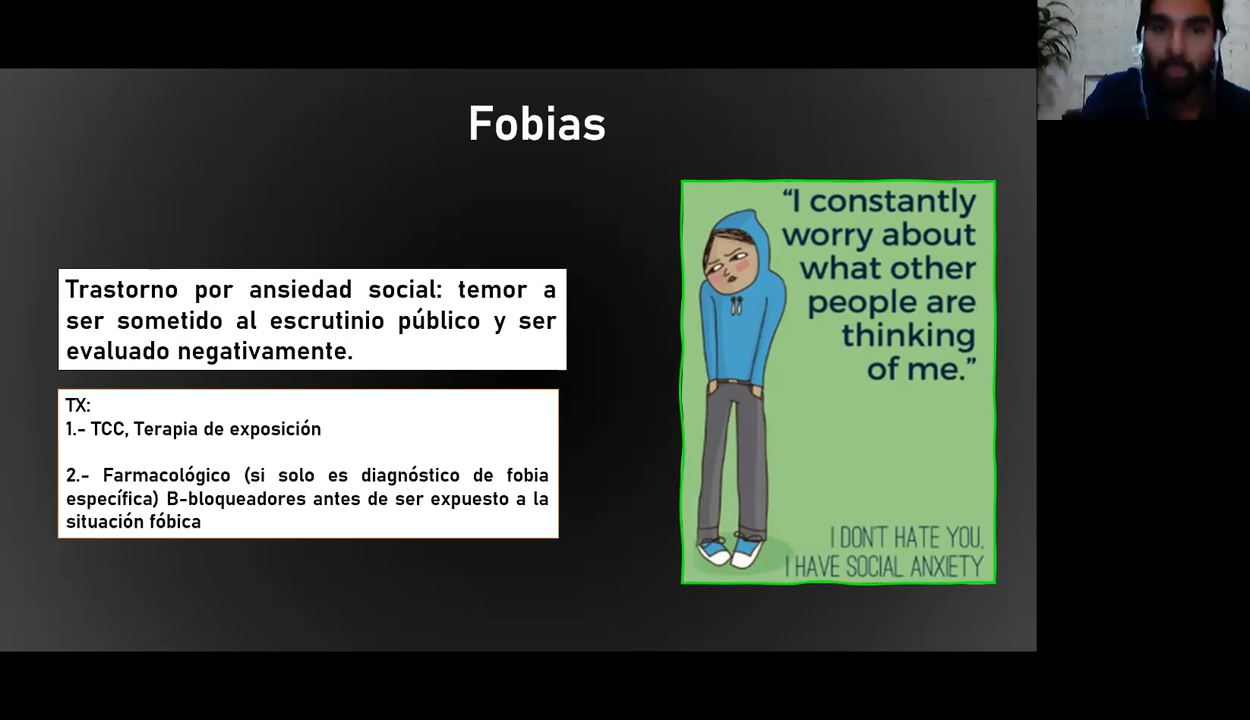 Fobias
Trastorno por ansiedad social: temor a
ser sometido al escrutinio público y ser
evaluado negativamente.
TX:
1.- TCC, Terapia de exposición
2.- Farmacológico (si solo es diagnóstico de fobia
específica) B-bloqueadores antes de ser expuesto a la
situación fóbica
“I constantly
worry about
what other
people are
thinking
of me.”
I DON'T HATE YOU,
I HAVE SOCIAL ANXIETY